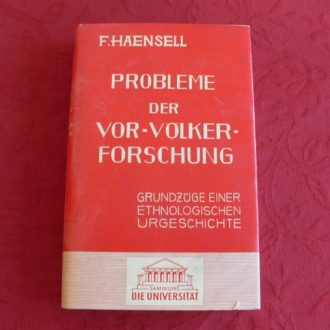 F. HAENSELL
PROBLEME
DER
VOR-VÖLKER-
FORSCHUNG
GRUNDZÜGE EINER
ETHNOLOGISCHEN
URGESCHICHTE
SAMMLUNG
DIE UNIVERSITÄT